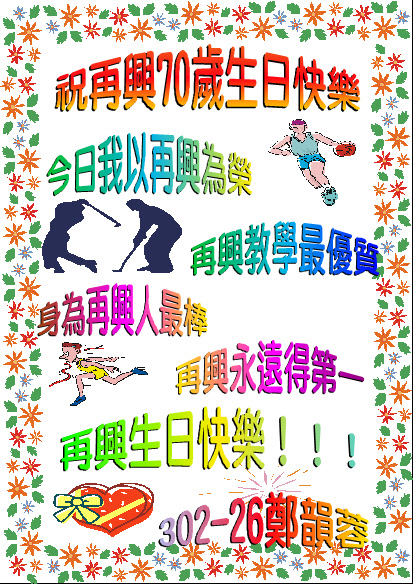 祝再興70歲生日快樂
今日我以再興為榮
再興教學最優質
身為再興人最棒
再興永遠得第一
再興生日快樂！！！
302-26鄭韻蓉